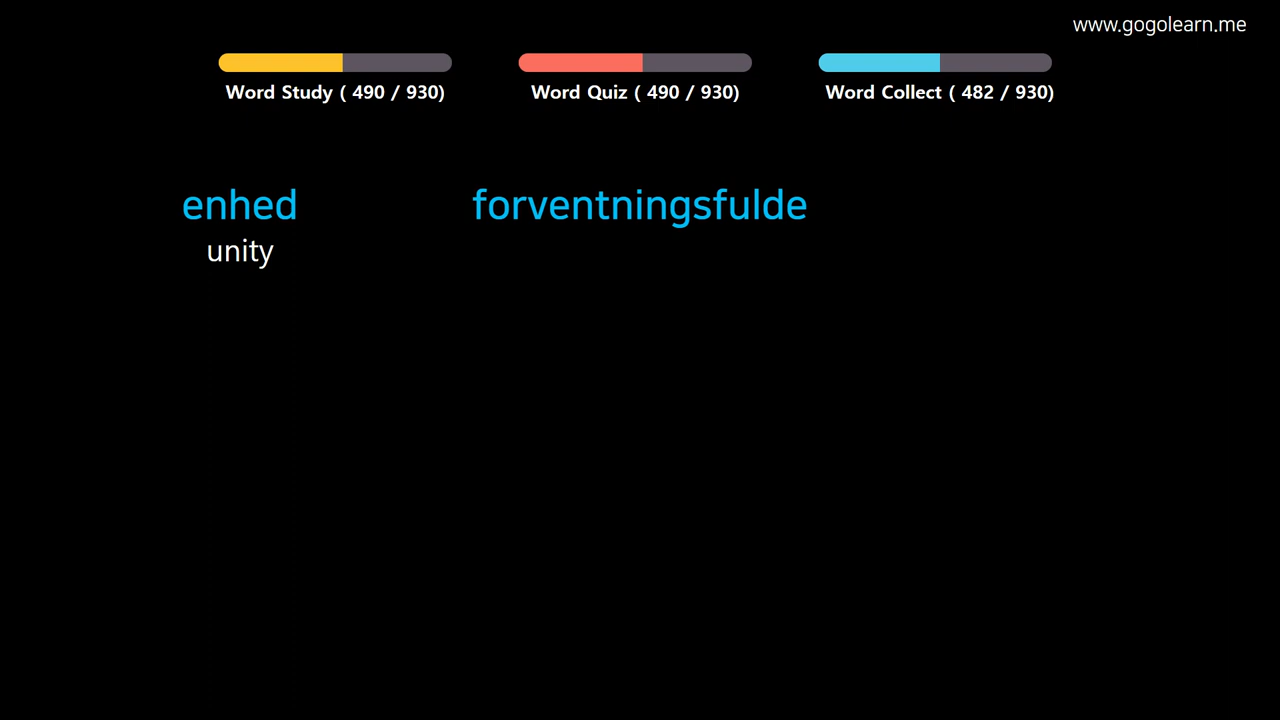 www.gogolearn.me
Word Study ( 490 / 930)
Word Quiz ( 490 / 930)
Word Collect ( 482 / 930)
enhed
unity
forventningsfulde